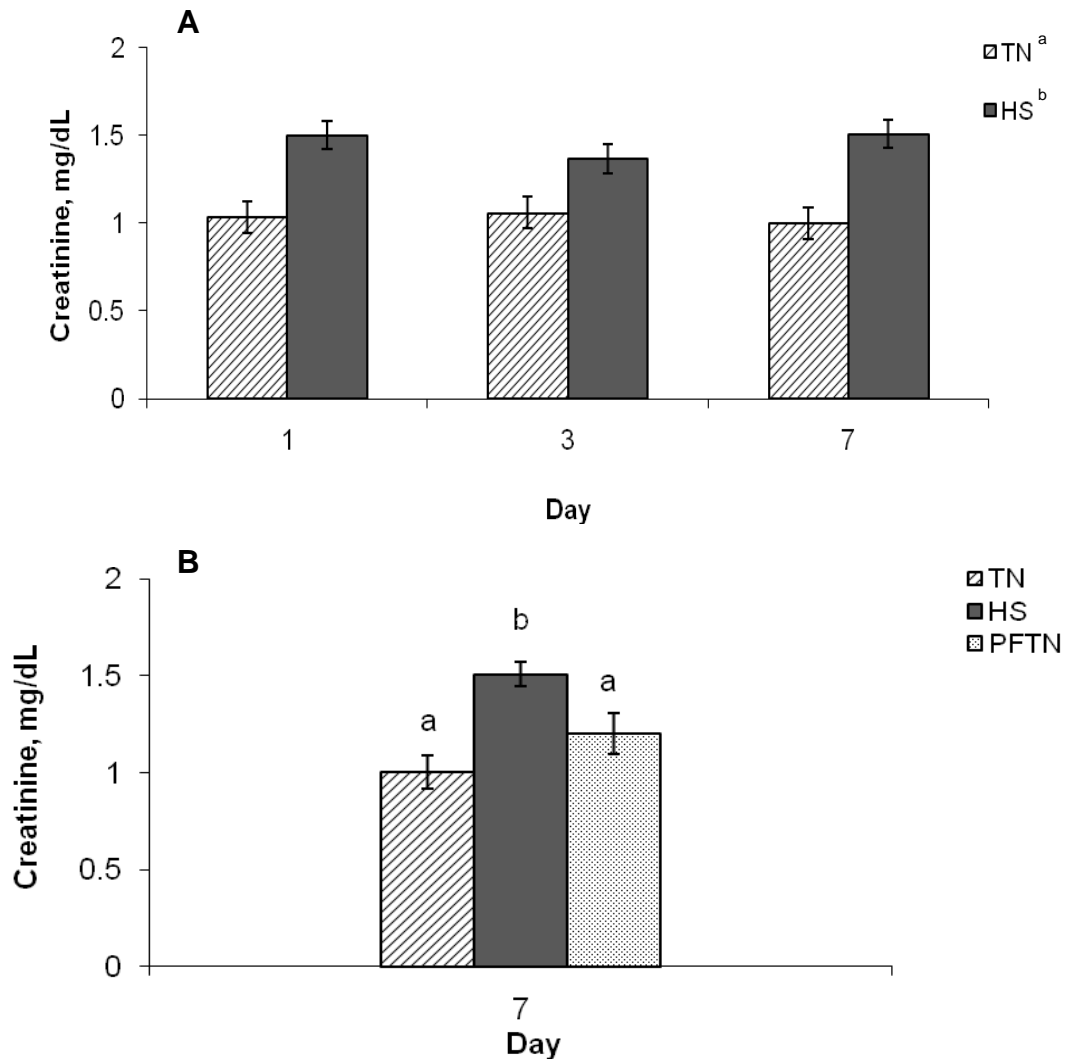 A
2
1.5
1
0.5
0
Creatinine, mg/dL
TN a
HS b
1 3 7
Day
B
2
1.5
1
0.5
0
Creatinine, mg/dL
TN
HS
PFTN
a b a
7
Day